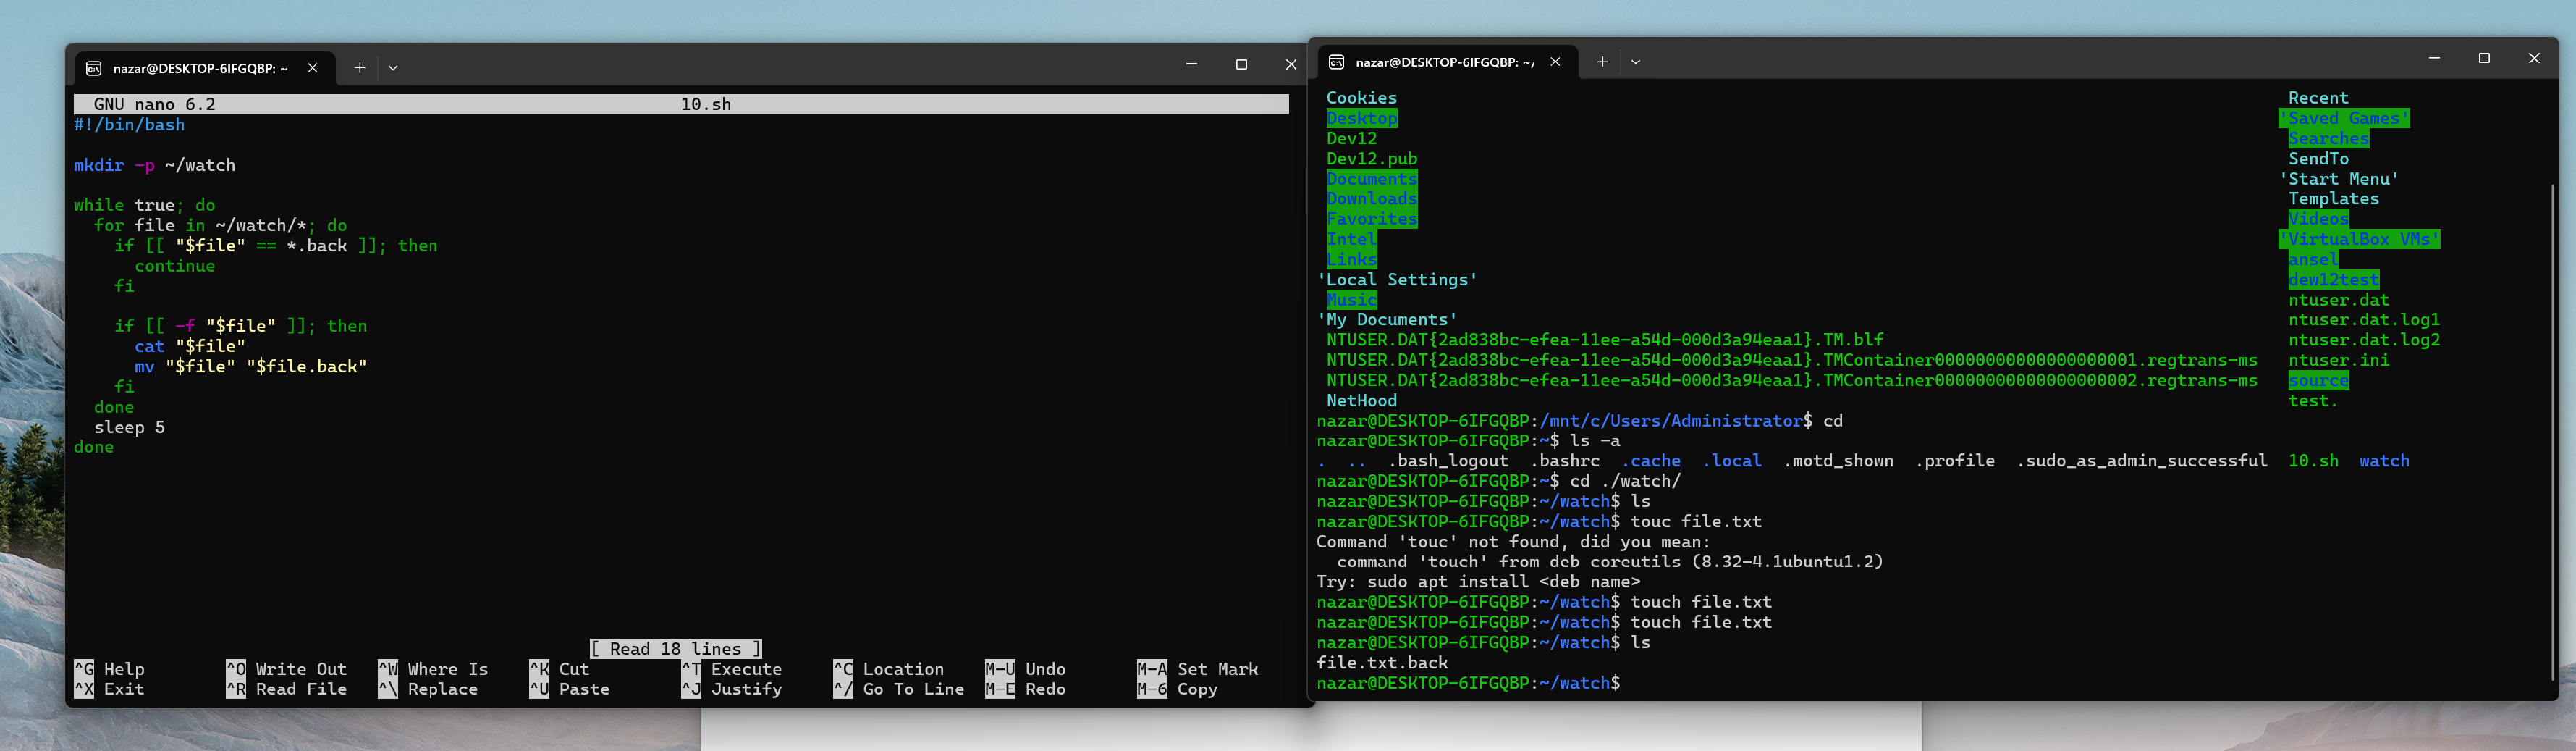 nazar@DESKTOP-6IFGQBP: ~
GNU nano 6.2 10.sh
#!/bin/bash
mkdir -p ~/watch
while true; do
for file in ~/watch/*; do
if [[ "$file" == *.back ]]; then
continue
fi
if [[ -f "$file" ]]; then
cat "$file"
mv "$file" "$file.back"
fi
done
sleep 5
done
[ Read 18 lines ]
^G Help ^O Write Out ^W Where Is ^K Cut ^T Execute ^C Location M-U Undo M-A Set Mark
^X Exit ^R Read File ^\ Replace ^U Paste ^J Justify ^/ Go To Line M-E Redo M-6 Copy
nazar@DESKTOP-6IFGQBP: ~/
Cookies Recent
Desktop 'Saved Games'
Dev12 Searches
Dev12.pub SendTo
Documents 'Start Menu'
Downloads Templates
Favorites Videos
Intel 'VirtualBox VMs'
Links ansel
'Local Settings' dew12test
Music ntuser.dat
'My Documents' ntuser.dat.log1
NTUSER.DAT{2ad838bc-efea-11ee-a54d-000d3a94eaa1}.TM.blf ntuser.dat.log2
NTUSER.DAT{2ad838bc-efea-11ee-a54d-000d3a94eaa1}.TMContainer00000000000000000001.regtrans-ms ntuser.ini
NTUSER.DAT{2ad838bc-efea-11ee-a54d-000d3a94eaa1}.TMContainer00000000000000000002.regtrans-ms source
NetHood test.
nazar@DESKTOP-6IFGQBP:/mnt/c/Users/Administrator$ cd
nazar@DESKTOP-6IFGQBP:~$ ls -a
. .. .bash_logout .bashrc .cache .local .motd_shown .profile .sudo_as_admin_successful 10.sh watch
nazar@DESKTOP-6IFGQBP:~$ cd ./watch/
nazar@DESKTOP-6IFGQBP:~/watch$ ls
nazar@DESKTOP-6IFGQBP:~/watch$ touc file.txt
Command 'touc' not found, did you mean:
command 'touch' from deb coreutils (8.32-4.1ubuntu1.2)
Try: sudo apt install <deb name>
nazar@DESKTOP-6IFGQBP:~/watch$ touch file.txt
nazar@DESKTOP-6IFGQBP:~/watch$ touch file.txt
nazar@DESKTOP-6IFGQBP:~/watch$ ls
file.txt.back
nazar@DESKTOP-6IFGQBP:~/watch$